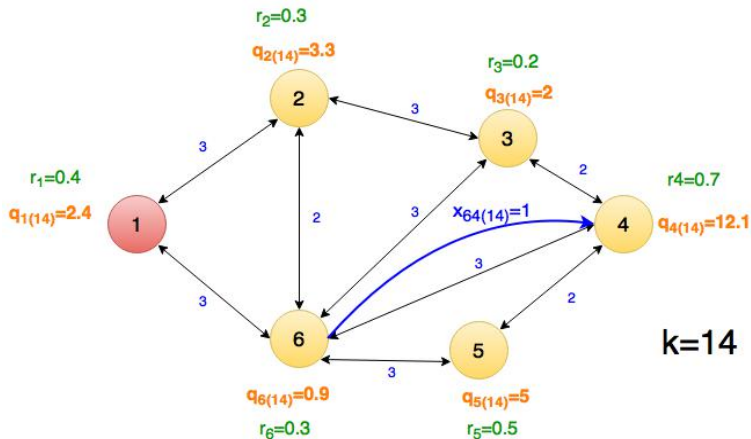 r2=0.3
q2(14)=3.3
2
r3=0.2
q3(14)=2
3
3
3
r1=0.4
q1(14)=2.4
1
2
r4=0.7
q4(14)=12.1
4
2
3
x64(14)=1
3
3
2
6
5
3
k=14
q6(14)=0.9
r6=0.3
q5(14)=5
r5=0.5